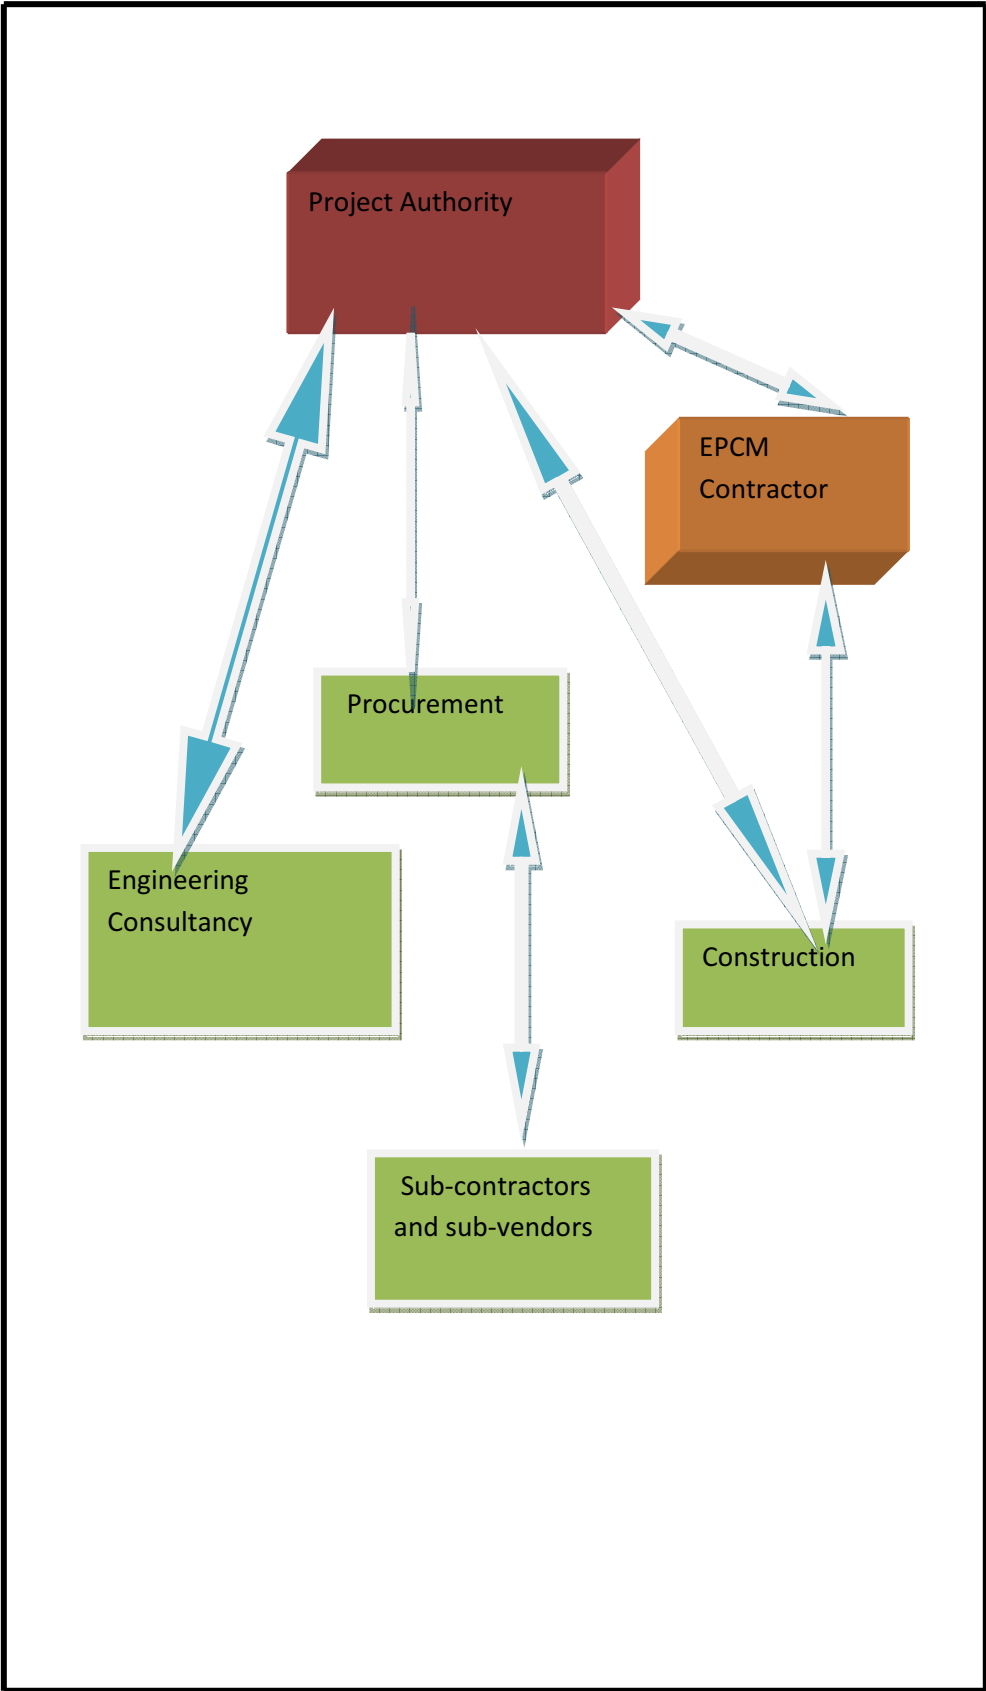 Project Authority
EPCM
Contractor
Procurement
Engineering
Consultancy
Construction
Sub-contractors
and sub-vendors